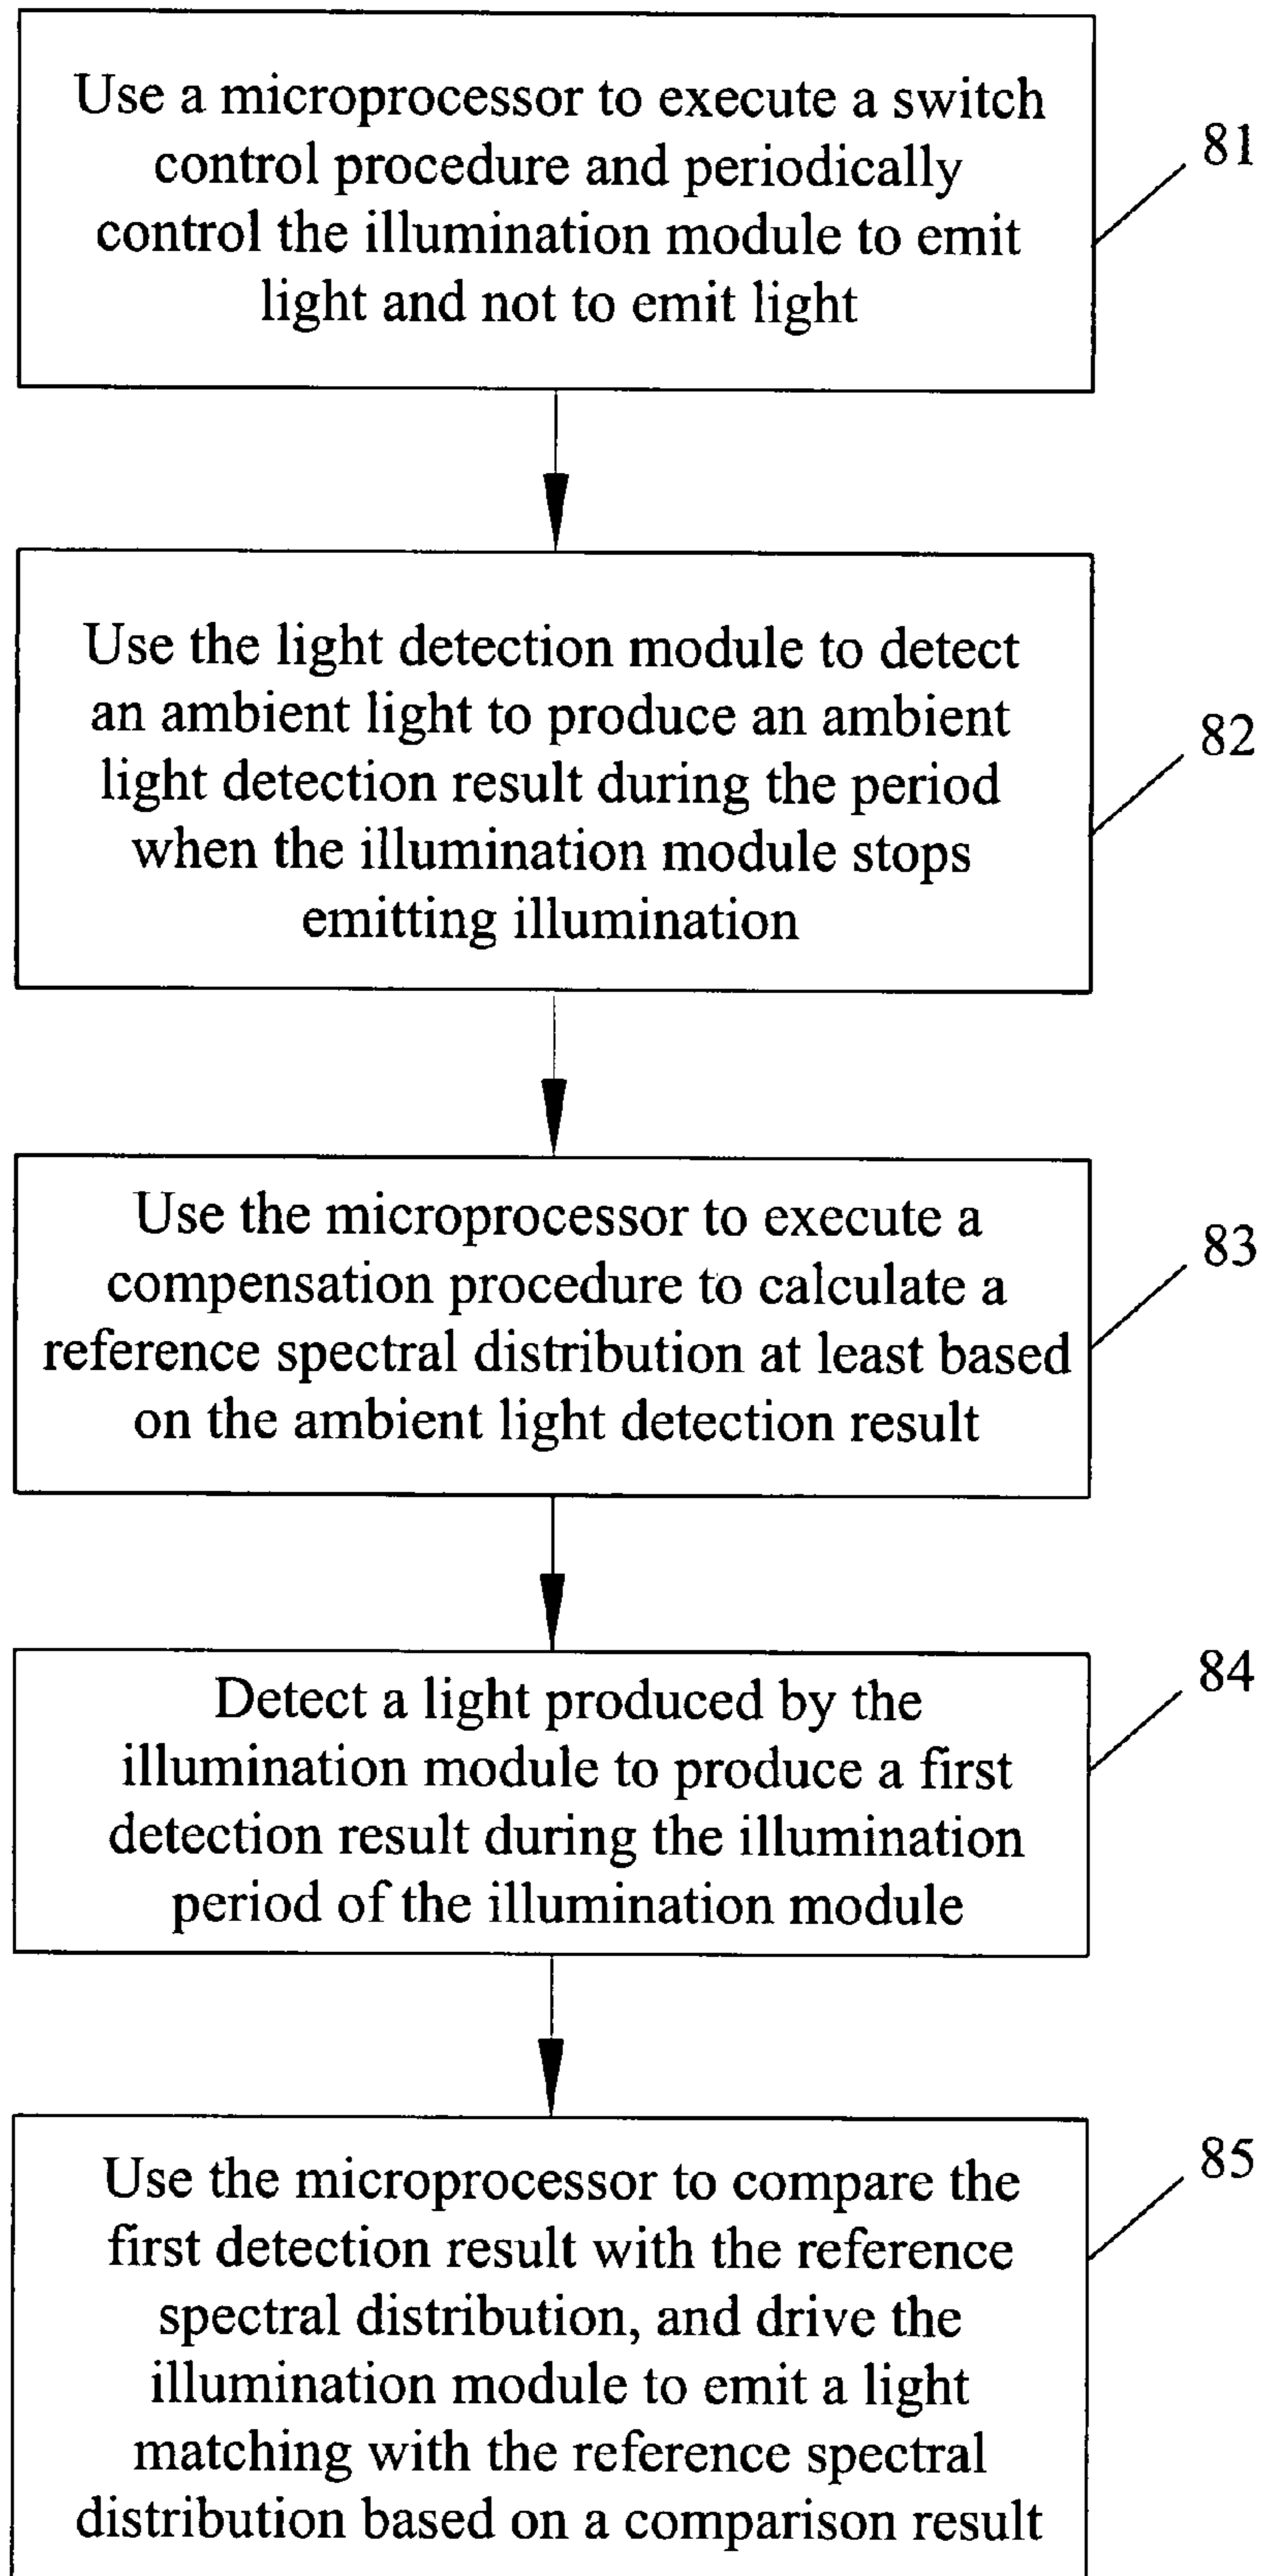 Use a microprocessor to execute a switch
control procedure and periodically
control the illumination module to emit
light and not to emit light
81
Use the light detection module to detect
an ambient light to produce an ambient
light detection result during the period
when the illumination module stops
emitting illumination
82
Use the microprocessor to execute a
compensation procedure to calculate a
reference spectral distribution at least based
on the ambient light detection result
83
Detect a light produced by the
illumination module to produce a first
detection result during the illumination
period of the illumination module
84
Use the microprocessor to compare the
first detection result with the reference
spectral distribution, and drive the
illumination module to emit a light
matching with the reference spectral
distribution based on a comparison result
85